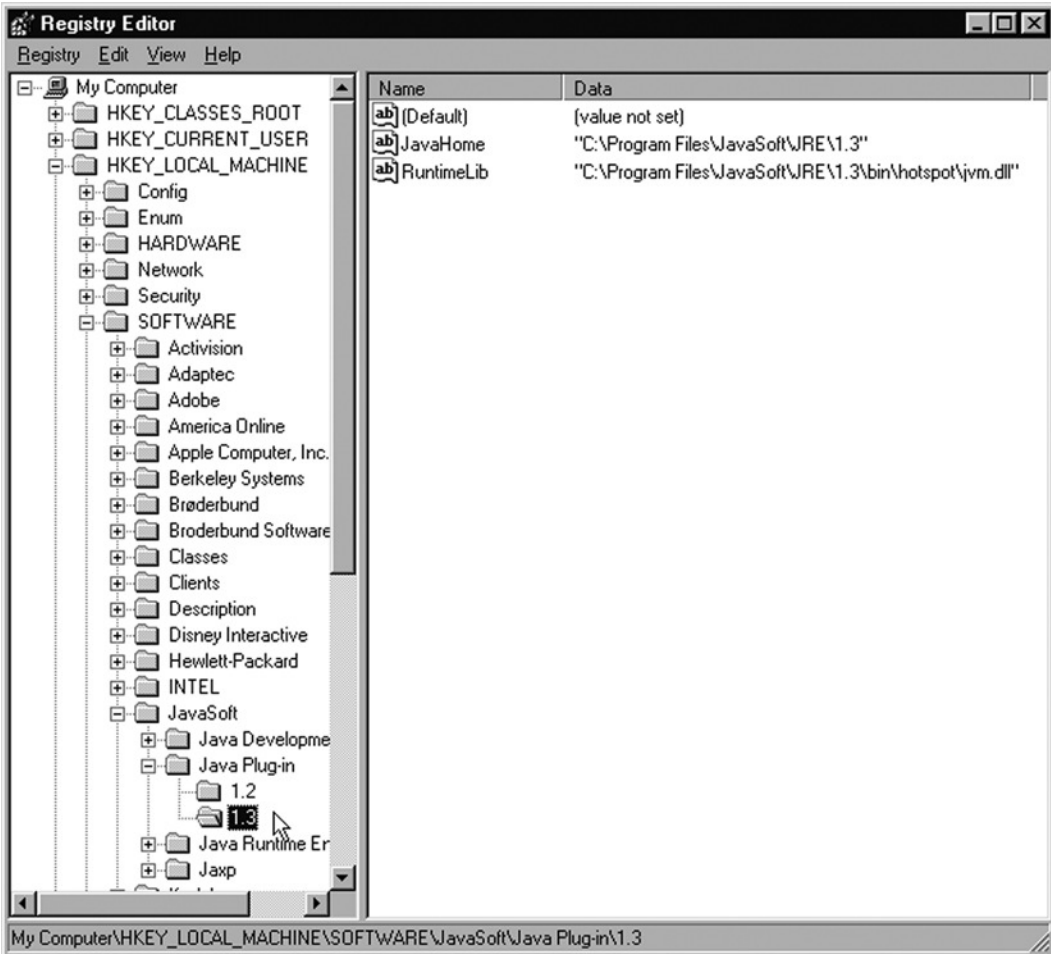 Registry Editor
Registry Edit View Help
My Computer
HKEY_CLASSES_ROOT
HKEY_CURRENT_USER
HKEY_LOCAL_MACHINE
Config
Enum
HARDWARE
Network
Security
SOFTWARE
Activision
Adaptec
Adobe
America Online
Apple Computer, Inc.
Berkeley Systems
Brøderbund
Broderbund Software
Classes
Clients
Description
Disney Interactive
Hewlett-Packard
INTEL
JavaSoft
Java Developme
Java Plug-in
1.2
1.3
Java Runtime Er
Jaxp
Name Data
ab (Default) (value not set)
ab JavaHome "C:\Program Files\JavaSoft\JRE\1.3"
ab RuntimeLib "C:\Program Files\JavaSoft\JRE\1.3\bin\hotspot\jvm.dll"
My Computer\HKEY_LOCAL_MACHINE\SOFTWARE\JavaSoft\Java Plug-in\1.3